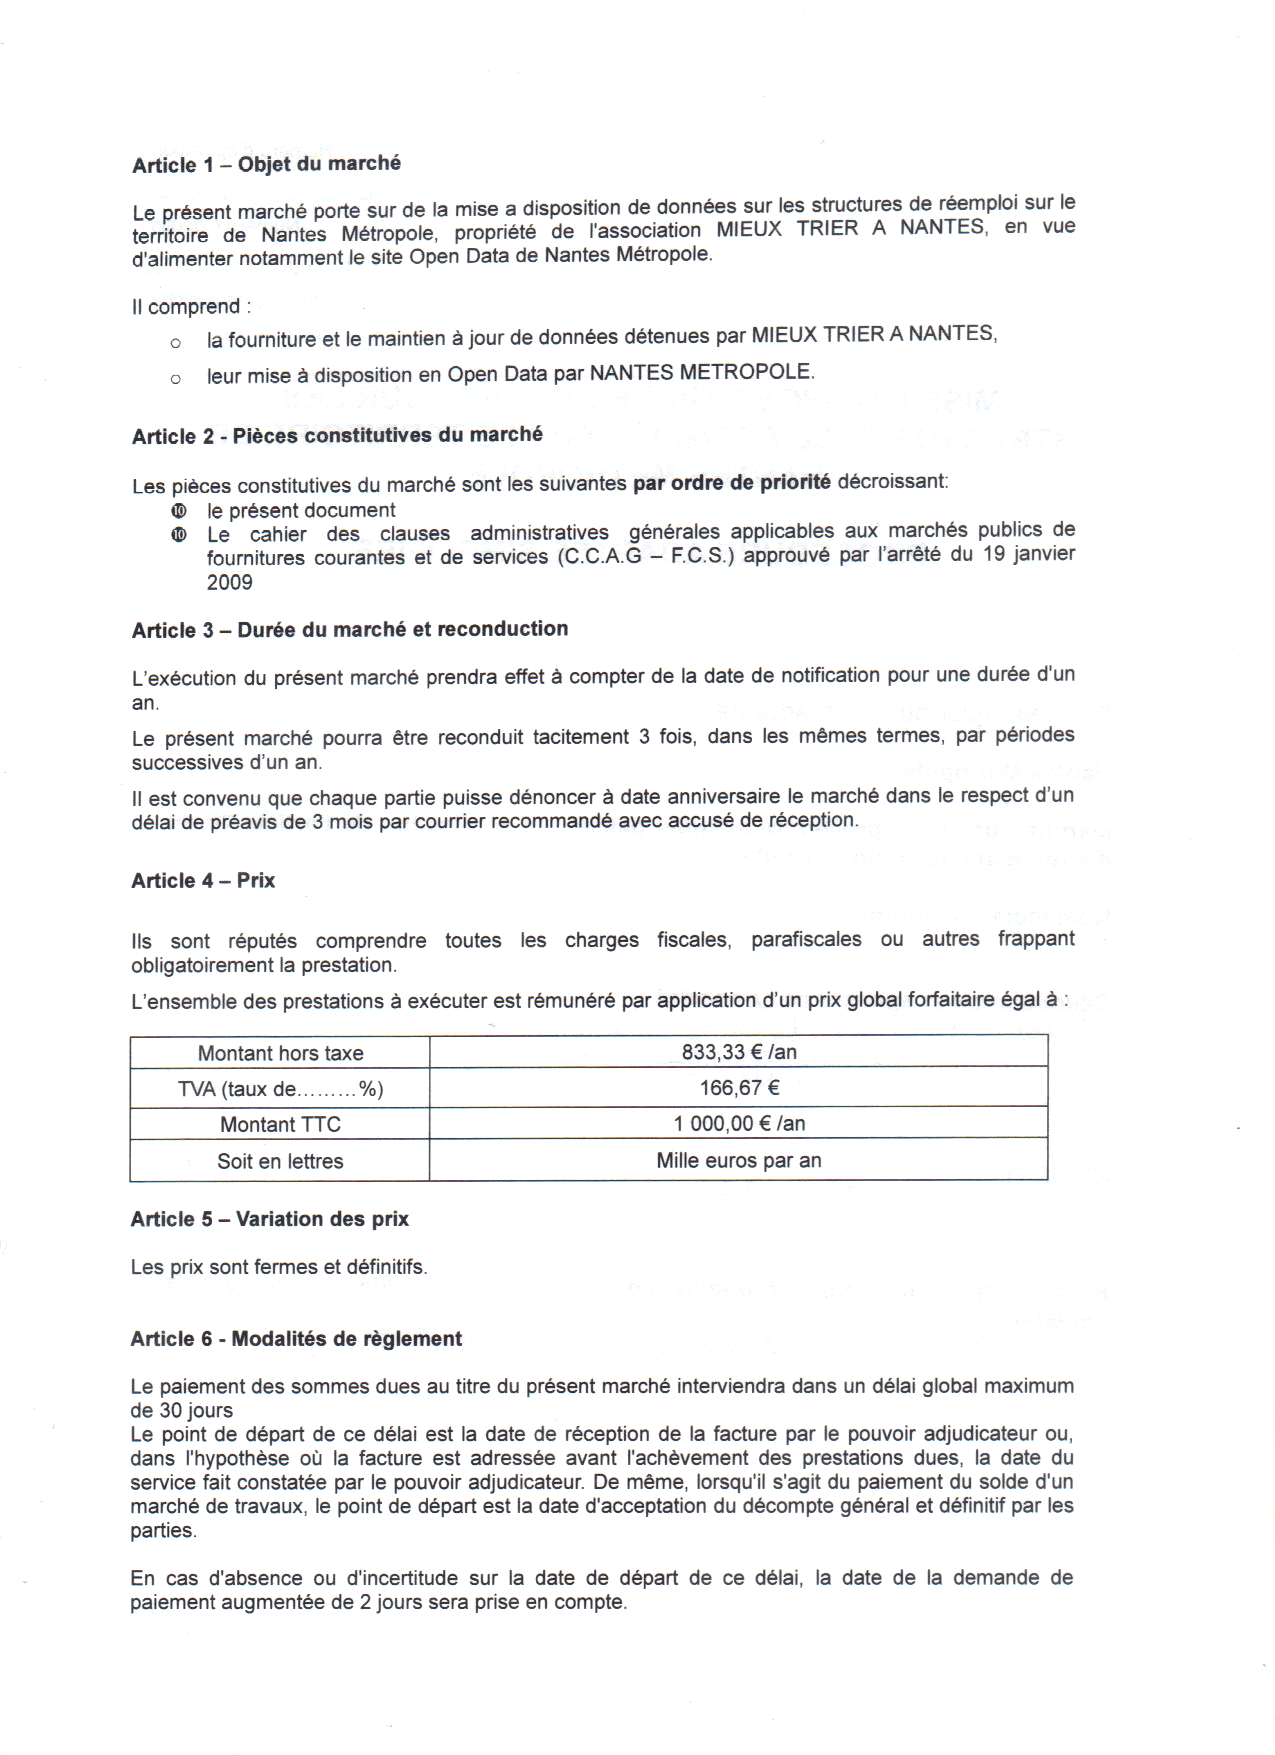 Article 1 – Objet du marché
Le présent marché porte sur de la mise a disposition de données sur les structures de réemploi sur le
territoire de Nantes Métropole, propriété de l'association MIEUX TRIER A NANTES, en vue
d'alimenter notamment le site Open Data de Nantes Métropole.
Il comprend :
o la fourniture et le maintien à jour de données détenues par MIEUX TRIER A NANTES,
o leur mise à disposition en Open Data par NANTES METROPOLE.
Article 2 - Pièces constitutives du marché
Les pièces constitutives du marché sont les suivantes par ordre de priorité décroissant:
❿ le présent document
❿ Le cahier des clauses administratives générales applicables aux marchés publics de
fournitures courantes et de services (C.C.A.G – F.C.S.) approuvé par l'arrêté du 19 janvier
2009
Article 3 – Durée du marché et reconduction
L'exécution du présent marché prendra effet à compter de la date de notification pour une durée d'un
an.
Le présent marché pourra être reconduit tacitement 3 fois, dans les mêmes termes, par périodes
successives d'un an.
Il est convenu que chaque partie puisse dénoncer à date anniversaire le marché dans le respect d'un
délai de préavis de 3 mois par courrier recommandé avec accusé de réception.
Article 4 – Prix
Ils sont réputés comprendre toutes les charges fiscales, parafiscales ou autres frappant
obligatoirement la prestation.
L'ensemble des prestations à exécuter est rémunéré par application d'un prix global forfaitaire égal à :
Montant hors taxe 833,33 € /an
TVA (taux de.........%) 166,67 €
Montant TTC 1 000,00 € /an
Soit en lettres Mille euros par an
Article 5 – Variation des prix
Les prix sont fermes et définitifs.
Article 6 - Modalités de règlement
Le paiement des sommes dues au titre du présent marché interviendra dans un délai global maximum
de 30 jours
Le point de départ de ce délai est la date de réception de la facture par le pouvoir adjudicateur ou,
dans l'hypothèse où la facture est adressée avant l'achèvement des prestations dues, la date du
service fait constatée par le pouvoir adjudicateur. De même, lorsqu'il s'agit du paiement du solde d'un
marché de travaux, le point de départ est la date d'acceptation du décompte général et définitif par les
parties.
En cas d'absence ou d'incertitude sur la date de départ de ce délai, la date de la demande de
paiement augmentée de 2 jours sera prise en compte.